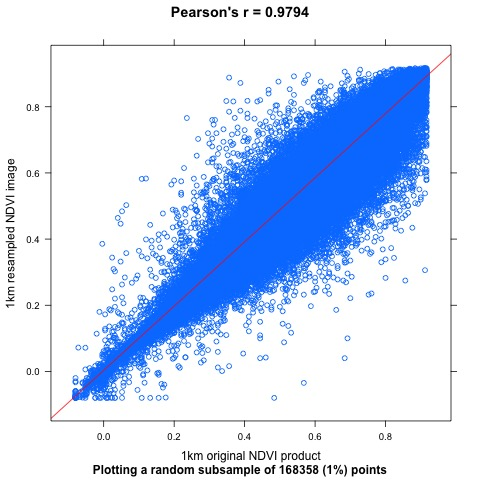 Pearson's r = 0.9794
0.8
0.6
0.4
0.2
0.0
1km resampled NDVI image
0.0 0.2 0.4 0.6 0.8
1km original NDVI product
Plotting a random subsample of 168358 (1%) points